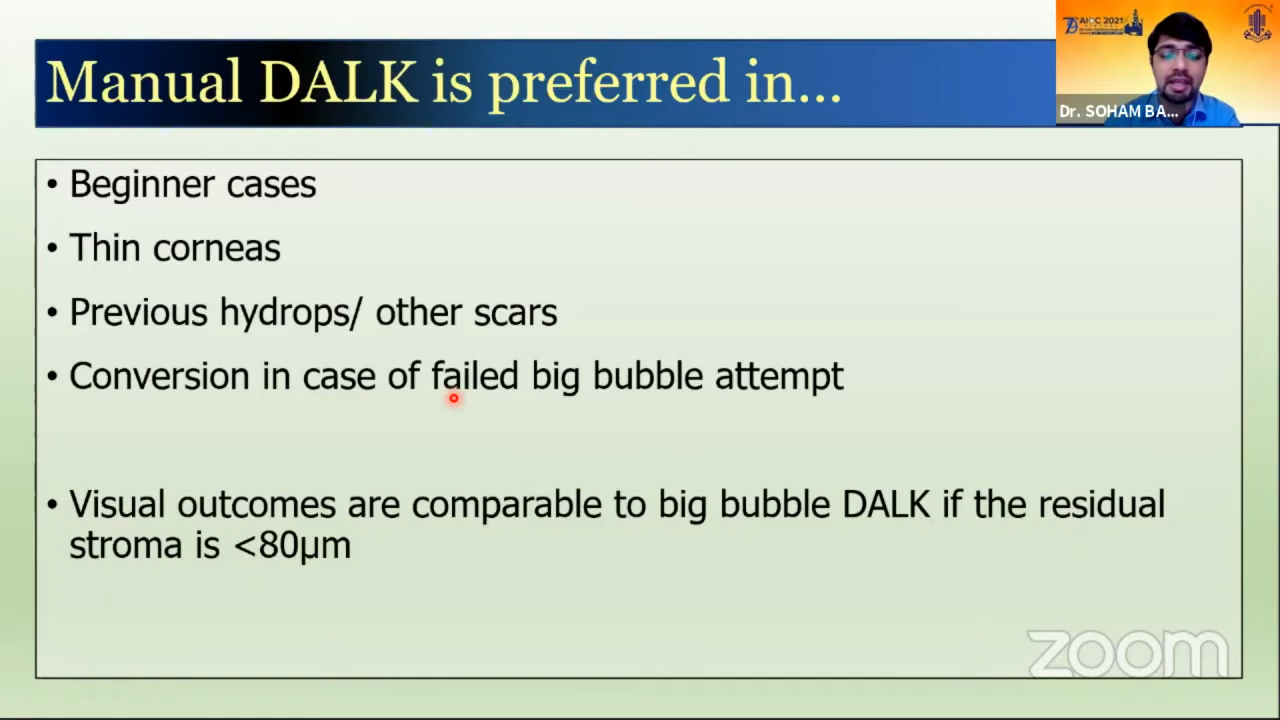 Manual DALK is preferred in...
AIOC 2021
Dr. SOHAM BA...
• Beginner cases
• Thin corneas
• Previous hydrops/ other scars
• Conversion in case of failed big bubble attempt
• Visual outcomes are comparable to big bubble DALK if the residual
stroma is <80µm
zoom